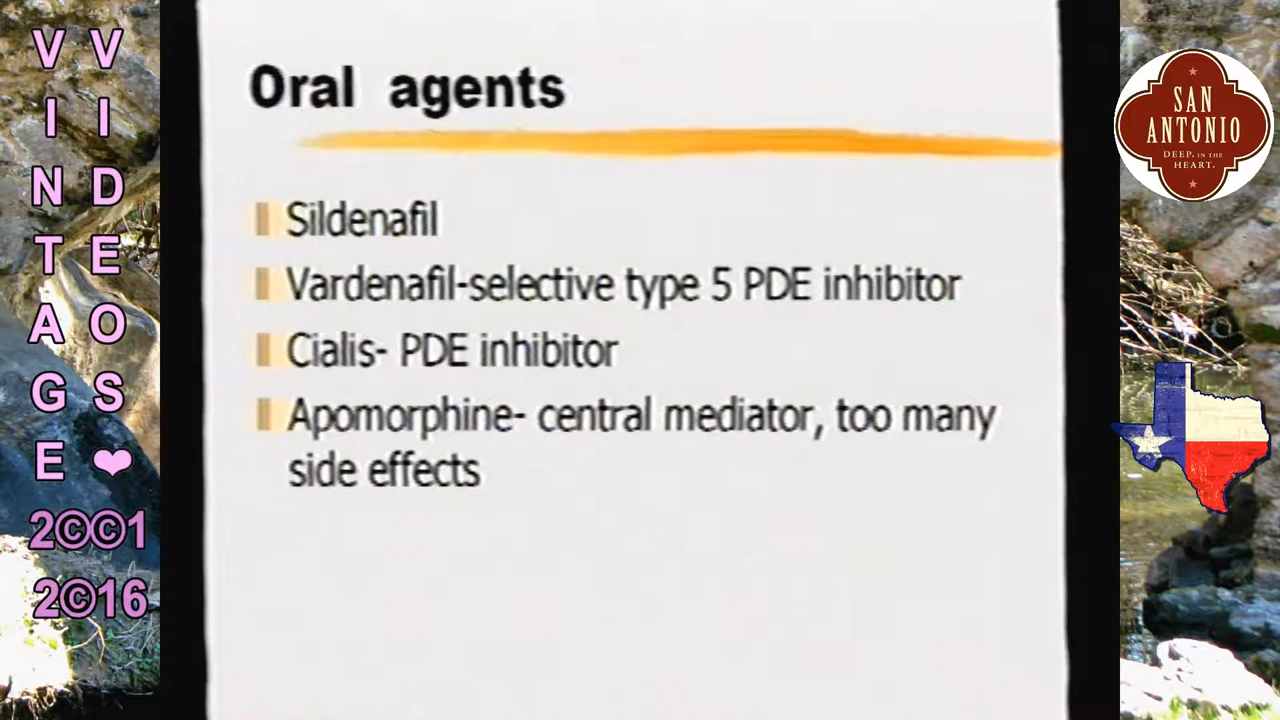 VINTAGE
VIDEOS❤
2©©1
2©16
Oral agents
Sildenafil
Vardenafil-selective type 5 PDE inhibitor
Cialis- PDE inhibitor
Apomorphine- central mediator, too many
side effects
SAN
ANTONIO
DEEP. IN THE
HEART.